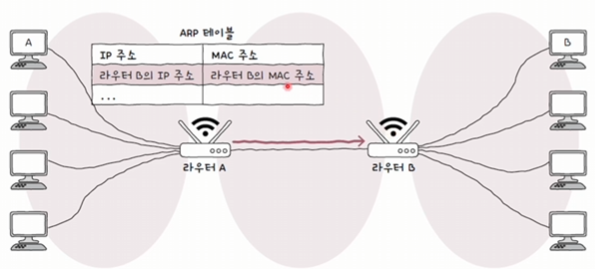 ARP 테이블
A
IP 주소 MAC 주소
B
라우터 B의 IP 주소 라우터 B의 MAC 주소
...
라우터 A
라우터 B